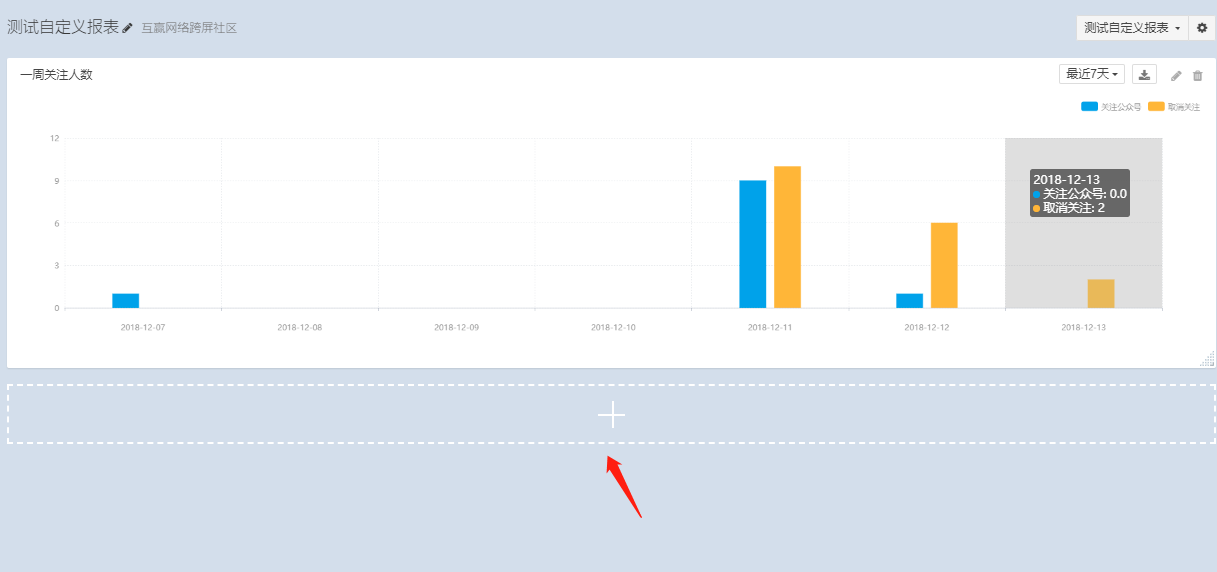 测试自定义报表 互赢网络跨屏社区 测试自定义报表
一周关注人数 最近7天
关注公众号 取消关注
12
9
6
3
0
2018-12-13
关注公众号: 0.0
取消关注: 2
2018-12-07 2018-12-08 2018-12-09 2018-12-10 2018-12-11 2018-12-12 2018-12-13